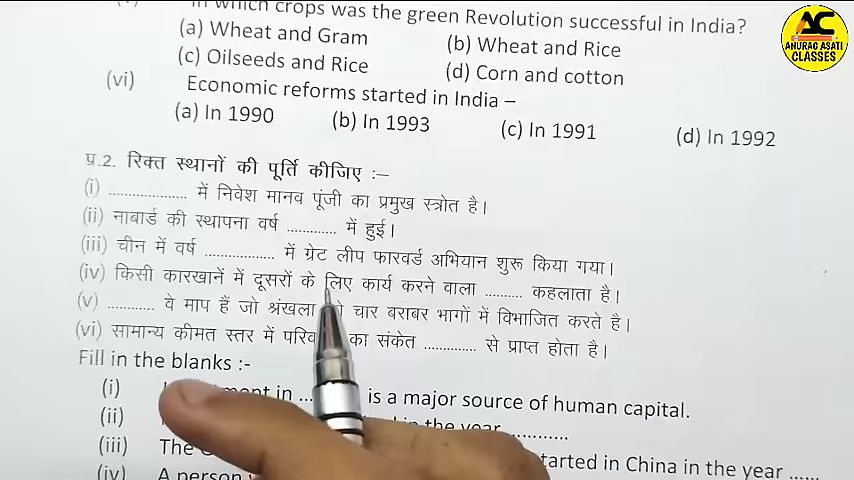 In which crops was the green Revolution successful in India?
(a) Wheat and Gram (b) Wheat and Rice
(c) Oilseeds and Rice (d) Corn and cotton
(vi) Economic reforms started in India –
(a) In 1990 (b) In 1993 (c) In 1991 (d) In 1992
प्र.2. रिक्त स्थानों की पूर्ति कीजिए :–
(i) .................. में निवेश मानव पूंजी का प्रमुख स्त्रोत है।
(ii) नाबार्ड की स्थापना वर्ष ............ में हुई।
(iii) चीन में वर्ष ................. में ग्रेट लीप फारवर्ड अभियान शुरू किया गया।
(iv) किसी कारखानें में दूसरों के लिए कार्य करने वाला ......... कहलाता है।
(v) ............ वे माप हैं जो श्रंखला चार बराबर भागों में विभाजित करते है।
(vi) सामान्य कीमत स्तर में का संकेत ............. से प्राप्त होता है।
Fill in the blanks :-
(i) in ... is a major source of human capital.
(ii) in the year ...........
(iii) The started in China in the year ......
(iv) A person
AC
ANURAG ASATI
CLASSES